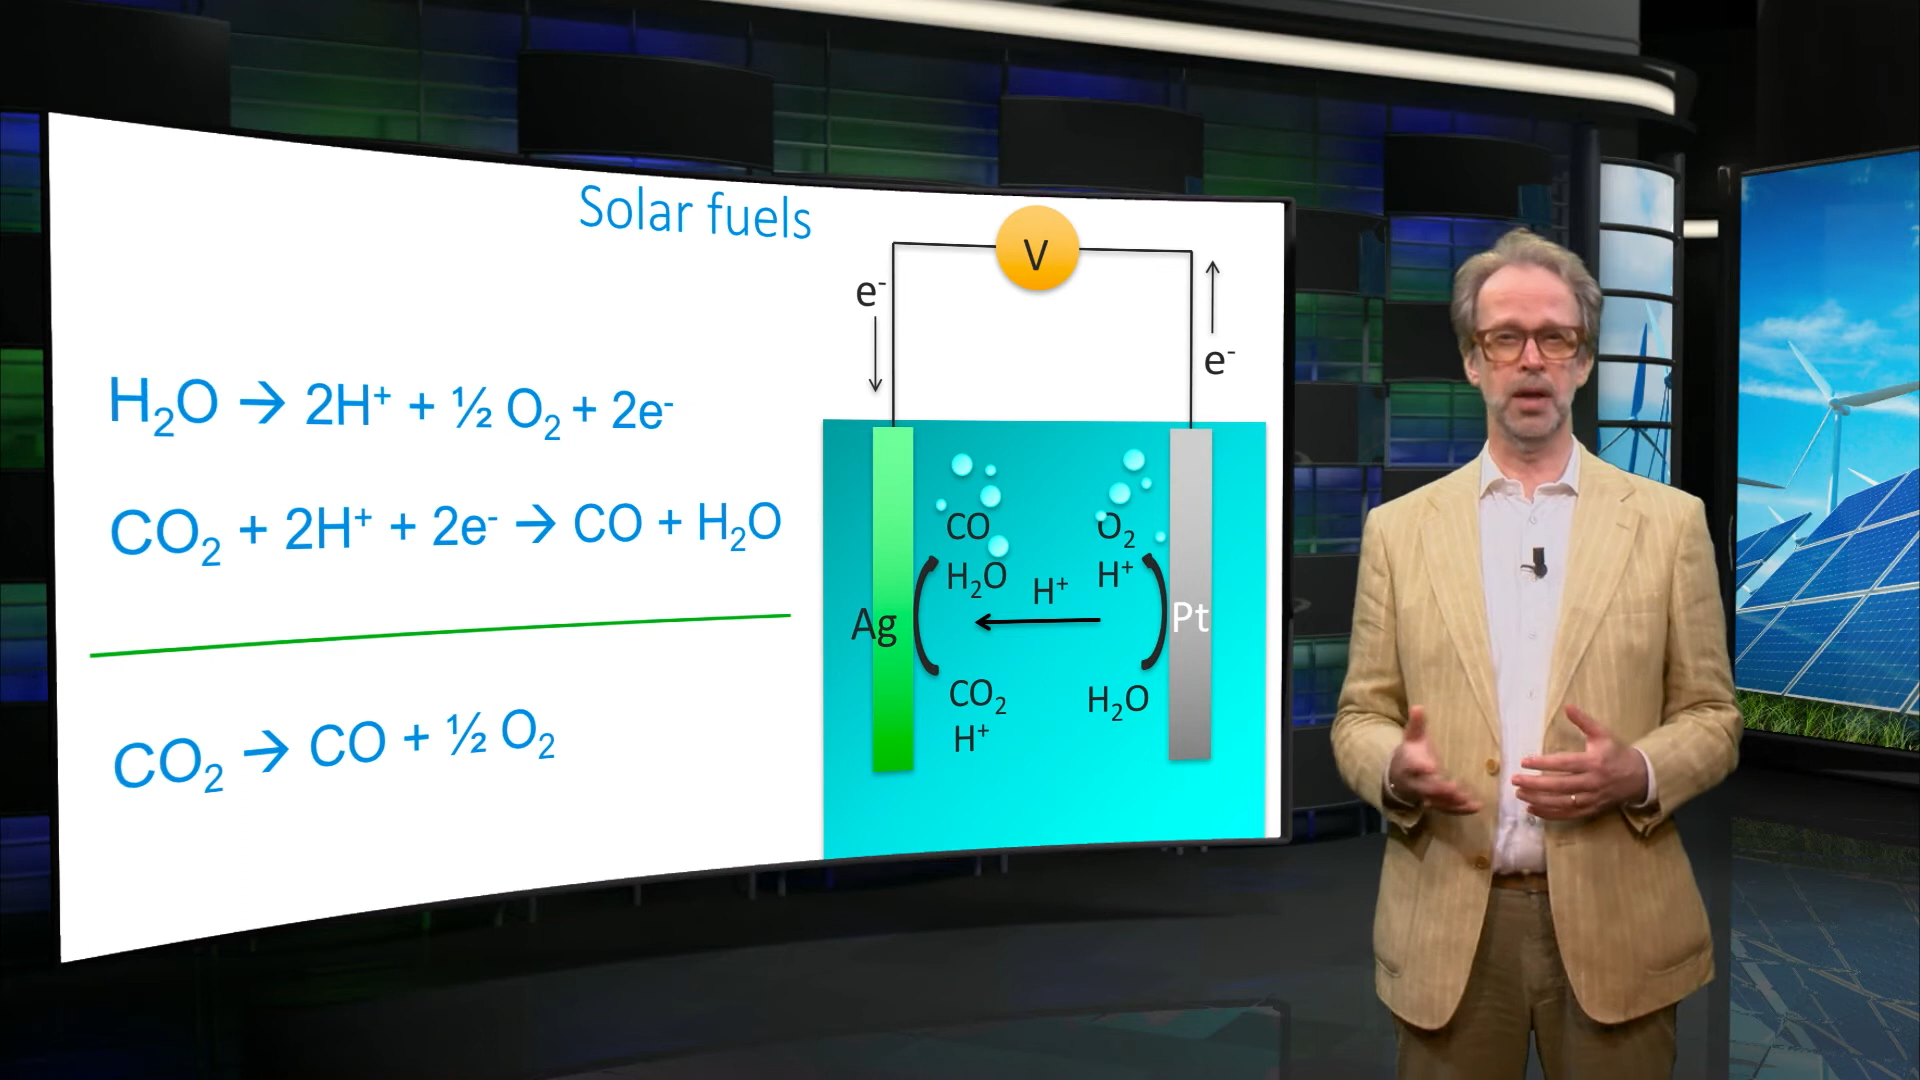 Solar fuels
H₂O → 2H⁺ + ½ O₂ + 2e⁻
CO₂ + 2H⁺ + 2e⁻ → CO + H₂O
CO₂ → CO + ½ O₂
V
e⁻
e⁻
CO
H₂O
O₂
H⁺
H⁺
Ag
Pt
CO₂
H⁺
H₂O